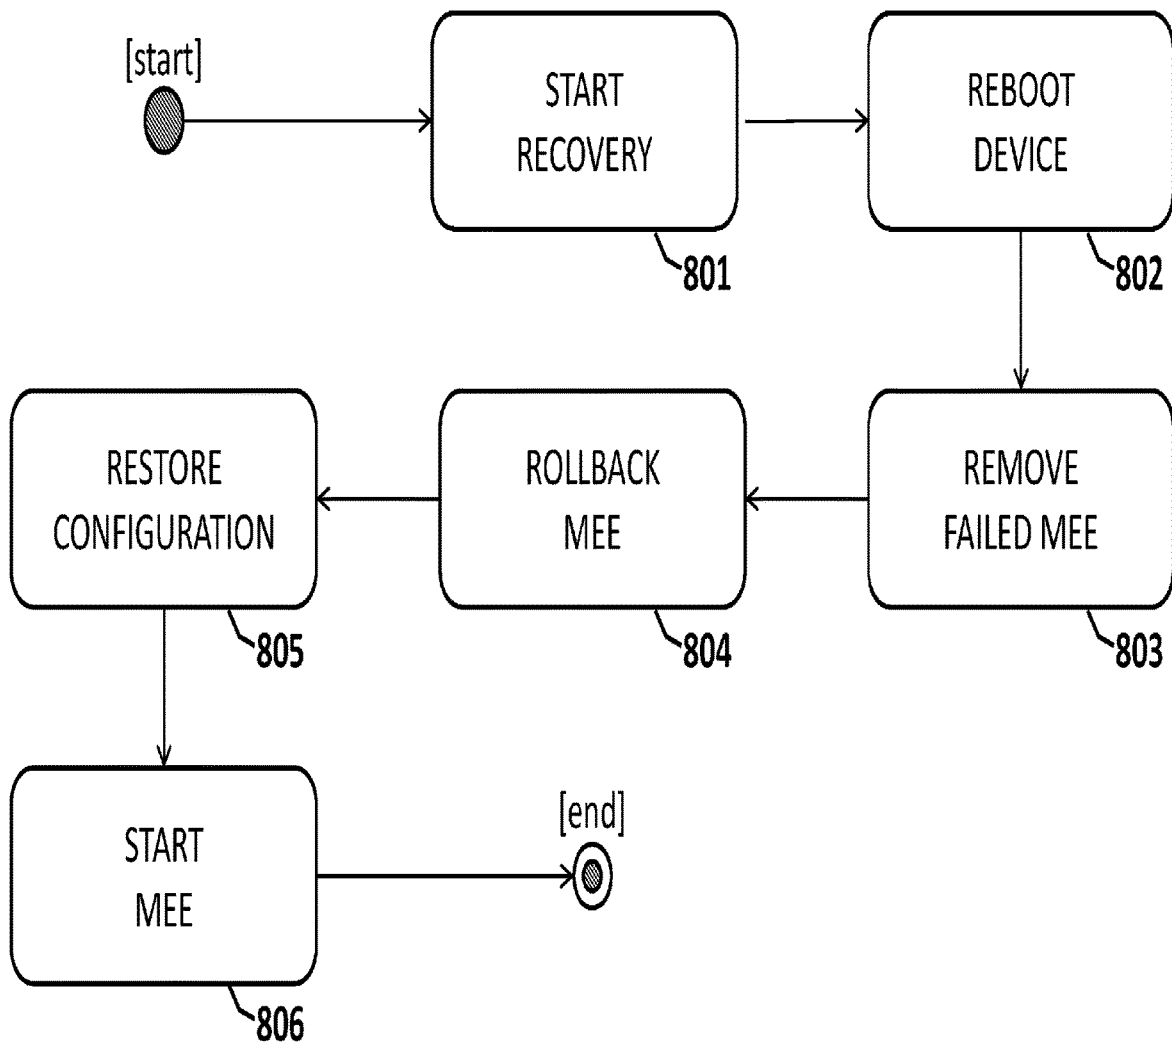 [start]
START
RECOVERY
801
REBOOT
DEVICE
802
REMOVE
FAILED MEE
803
ROLLBACK
MEE
804
RESTORE
CONFIGURATION
805
START
MEE
806
[end]